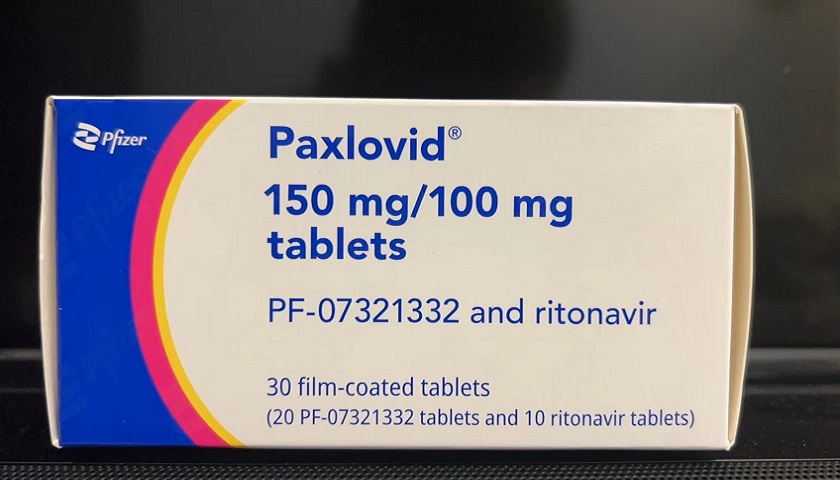 Pfizer
Paxlovid®
150 mg/100 mg
tablets
PF-07321332 and ritonavir
30 film-coated tablets
(20 PF-07321332 tablets and 10 ritonavir tablets)